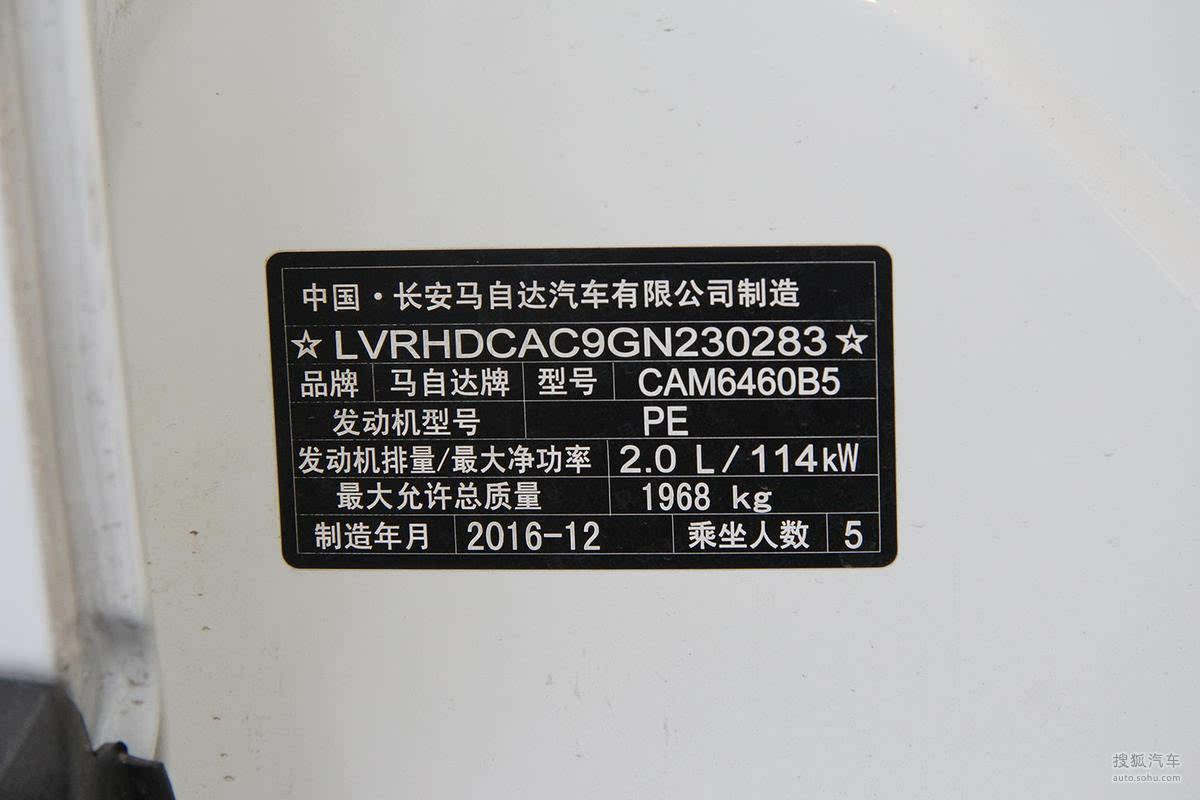 中国·长安马自达汽车有限公司制造
☆LVRHDCAC9GN230283☆
品牌 马自达牌 型号 CAM6460B5
发动机型号 PE
发动机排量/最大净功率 2.0 L/114kW
最大允许总质量 1968 kg
制造年月 2016-12 乘坐人数 5
搜狐汽车
auto.sohu.com